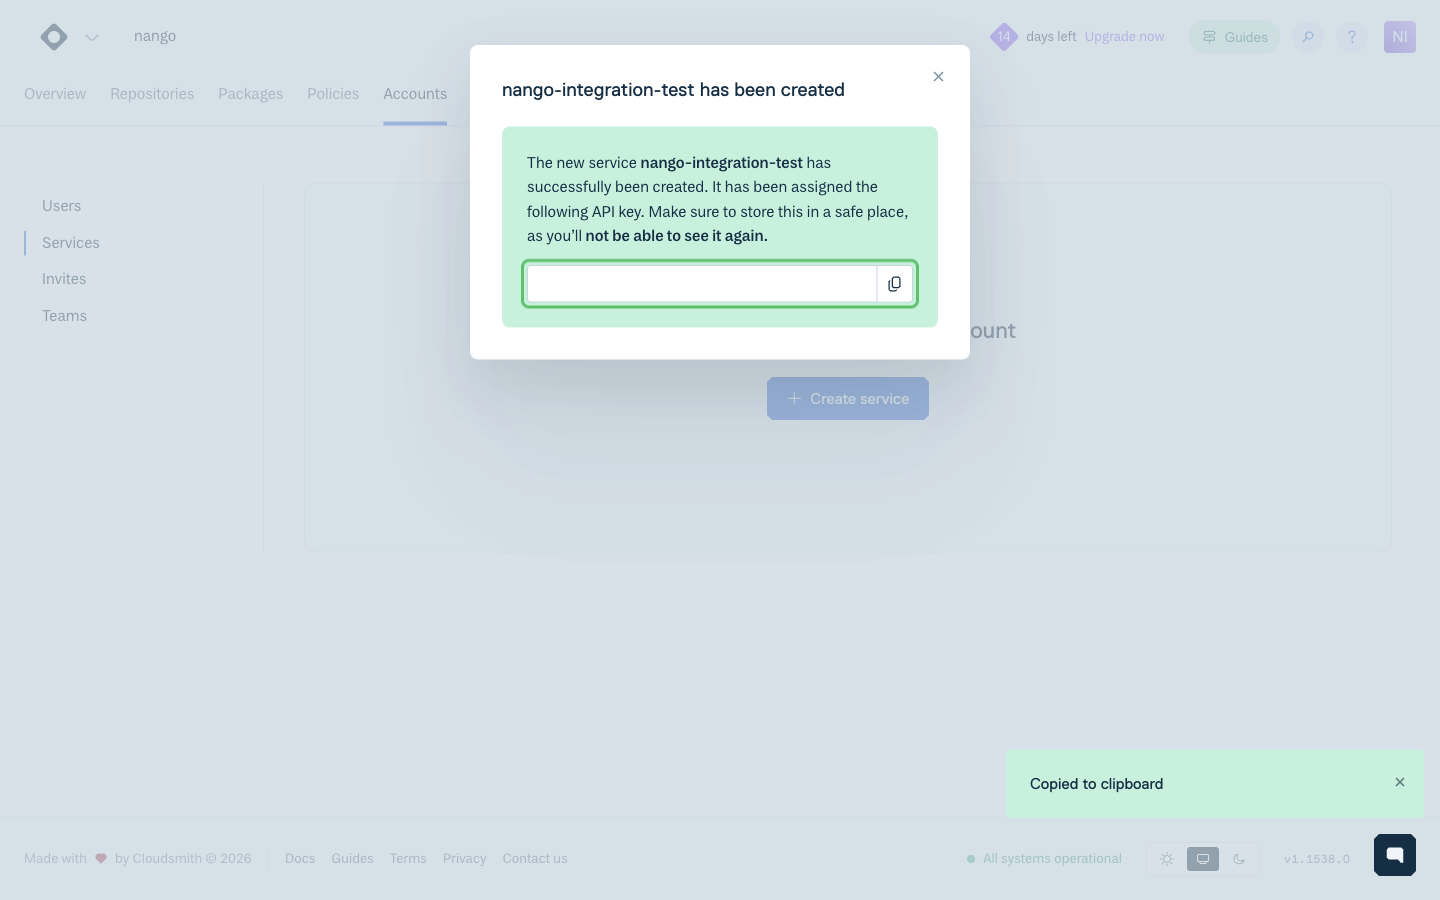 nango
14 days left Upgrade now
Guides
?
NI
Overview Repositories Packages Policies Accounts
nango-integration-test has been created
The new service nango-integration-test has
successfully been created. It has been assigned the
following API key. Make sure to store this in a safe place,
as you'll not be able to see it again.
Users
Services
Invites
Teams
ount
Create service
Copied to clipboard
Made with by Cloudsmith © 2026 Docs Guides Terms Privacy Contact us
All systems operational
v1.1538.0